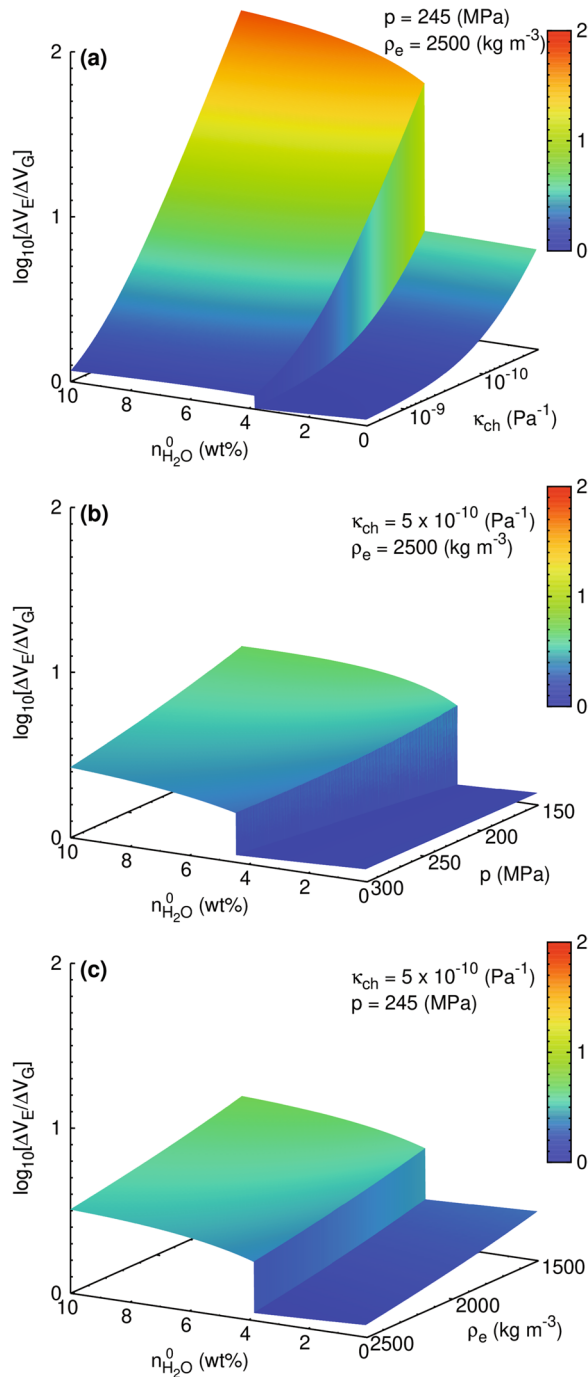 (a)
p = 245 (MPa)
ρe = 2500 (kg m-3)
2
1
0
log10[ΔVE/ΔVG]
2
1
0
10 8 6 4 2 0
n0H2O (wt%)
10-9 10-10
κch (Pa-1)
(b)
κch = 5 x 10-10 (Pa-1)
ρe = 2500 (kg m-3)
2
1
0
log10[ΔVE/ΔVG]
2
1
0
10 8 6 4 2 0
n0H2O (wt%)
300 250 200 150
p (MPa)
(c)
κch = 5 x 10-10 (Pa-1)
p = 245 (MPa)
2
1
0
log10[ΔVE/ΔVG]
2
1
0
10 8 6 4 2 0
n0H2O (wt%)
2500 2000 1500
ρe (kg m-3)